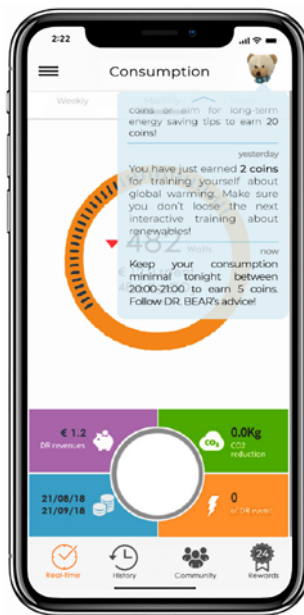 2:22
Consumption
Weekly
coins or aim for long-term
energy saving tips to earn 20
coins!
yesterday
You have just earned 2 coins
for training yourself about
global warming. Make sure
you don't loose the next
interactive training about
renewables!
482 Watts
now
Keep your consumption
minimal tonight between
20:00-21:00 to earn 5 coins.
Follow DR. BEAR's advice!
€ 1.2
DR revenues
0.0Kg
CO2
reduction
CO₂
21/08/18
21/09/18
0
of DR event
Real-time
History
Community
24
Rewards